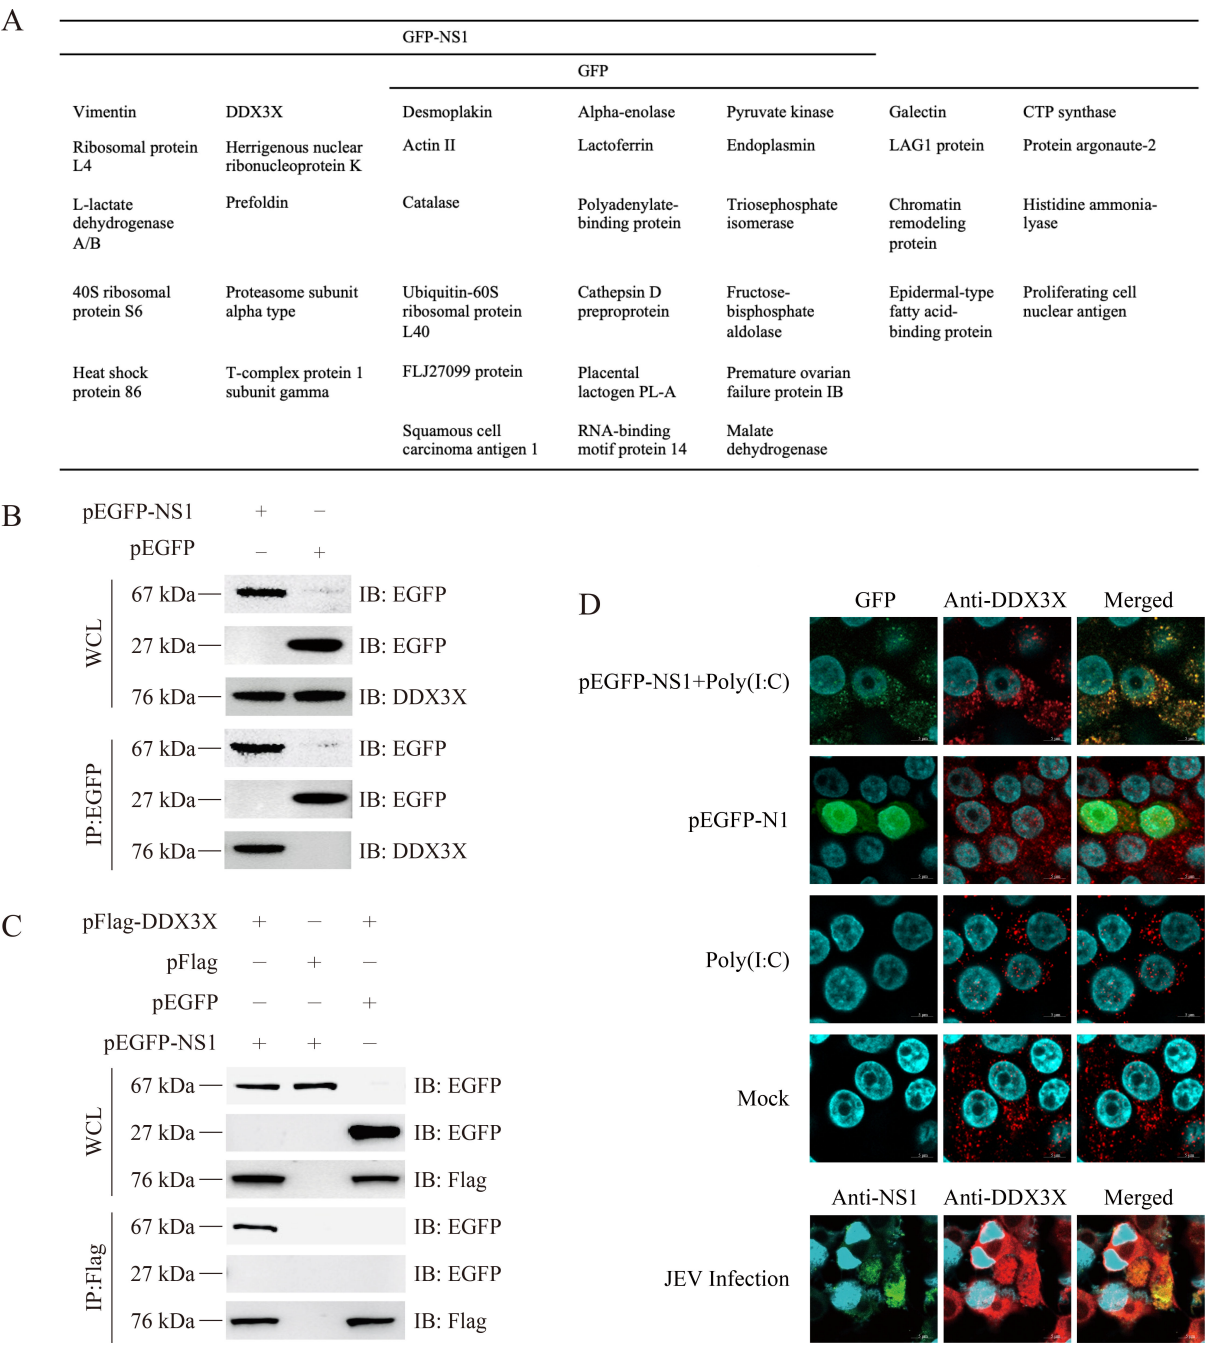 A
GFP-NS1
GFP
Vimentin DDX3X Desmoplakin Alpha-enolase Pyruvate kinase Galectin CTP synthase
Ribosomal protein L4 Herrigenous nuclear ribonucleoprotein K Actin II Lactoferrin Endoplasmin LAG1 protein Protein argonaute-2
L-lactate dehydrogenase A/B Prefoldin Catalase Polyadenylate-binding protein Triosephosphate isomerase Chromatin remodeling protein Histidine ammonia-lyase
40S ribosomal protein S6 Proteasome subunit alpha type Ubiquitin-60S ribosomal protein L40 Cathepsin D preproprotein Fructose-bisphosphate aldolase Epidermal-type fatty acid-binding protein Proliferating cell nuclear antigen
Heat shock protein 86 T-complex protein 1 subunit gamma FLJ27099 protein Placental lactogen PL-A Premature ovarian failure protein IB
Squamous cell carcinoma antigen 1 RNA-binding motif protein 14 Malate dehydrogenase
B
pEGFP-NS1 + −
pEGFP − +
WCL
67 kDa IB: EGFP
27 kDa IB: EGFP
76 kDa IB: DDX3X
IP:EGFP
67 kDa IB: EGFP
27 kDa IB: EGFP
76 kDa IB: DDX3X
C
pFlag-DDX3X + − +
pFlag − + −
pEGFP − − +
pEGFP-NS1 + + −
WCL
67 kDa IB: EGFP
27 kDa IB: EGFP
76 kDa IB: Flag
IP:Flag
67 kDa IB: EGFP
27 kDa IB: EGFP
76 kDa IB: Flag
D
GFP Anti-DDX3X Merged
pEGFP-NS1+Poly(I:C)
pEGFP-N1
Poly(I:C)
Mock
Anti-NS1 Anti-DDX3X Merged
JEV Infection